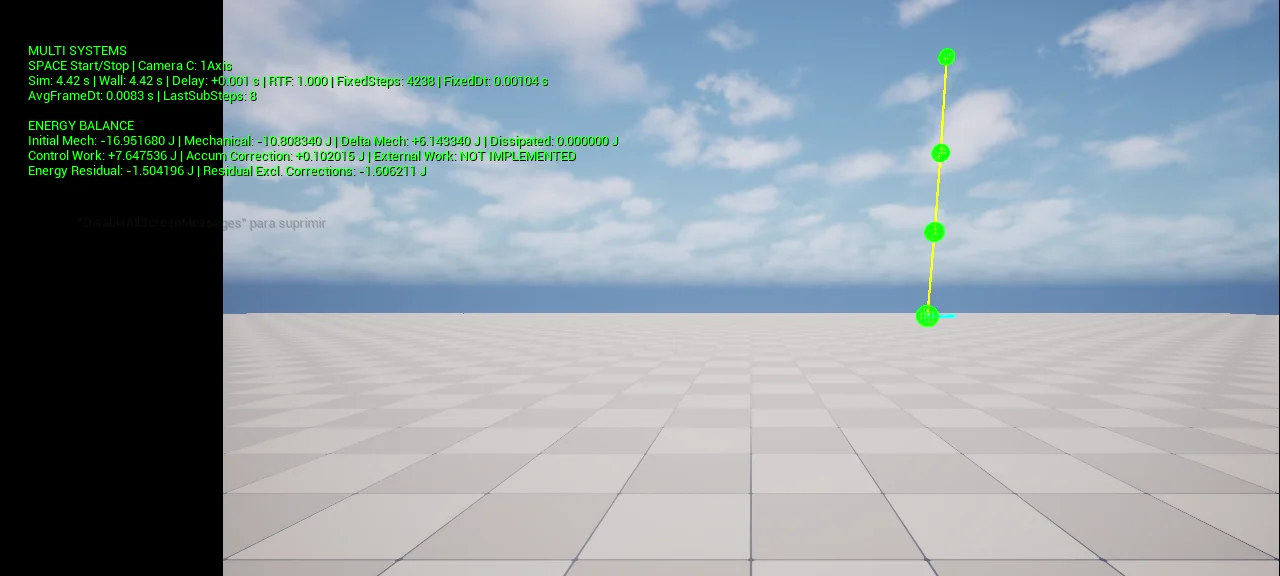 MULTI SYSTEMS
SPACE Start/Stop | Camera C: 1Axis
Sim: 4.42 s | Wall: 4.42 s | Delay: +0.001 s | RTF: 1.000 | FixedSteps: 4238 | FixedDt: 0.00104 s
AvgFrameDt: 0.0083 s | LastSubSteps: 8
ENERGY BALANCE
Initial Mech: -16.951680 J | Mechanical: -10.808340 J | Delta Mech: +6.143340 J | Dissipated: 0.000000 J
Control Work: +7.647536 J | Accum Correction: +0.102015 J | External Work: NOT IMPLEMENTED
Energy Residual: -1.504196 J | Residual Excl. Corrections: -1.606211 J
"DisableAllScreenMessages" para suprimir